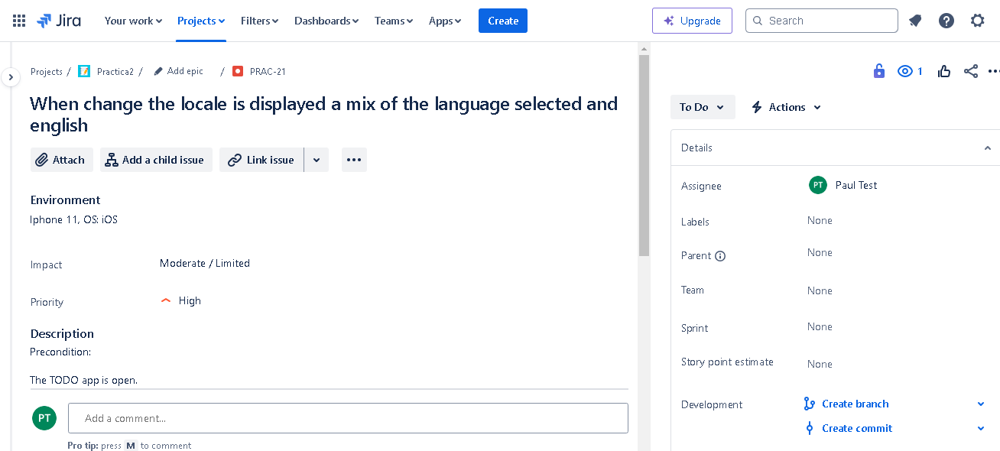 Jira Your work Projects Filters Dashboards Teams Apps Create Upgrade Search
Projects / Practica2 / Add epic / PRAC-21
1
When change the locale is displayed a mix of the language selected and
english
Attach Add a child issue Link issue
Environment
Iphone 11, OS: iOS
Impact Moderate / Limited
Priority High
Description
Precondition:
The TODO app is open.
PT Add a comment...
Pro tip: press M to comment
To Do Actions
Details
Assignee PT Paul Test
Labels None
Parent None
Team None
Sprint None
Story point estimate None
Development Create branch
Create commit